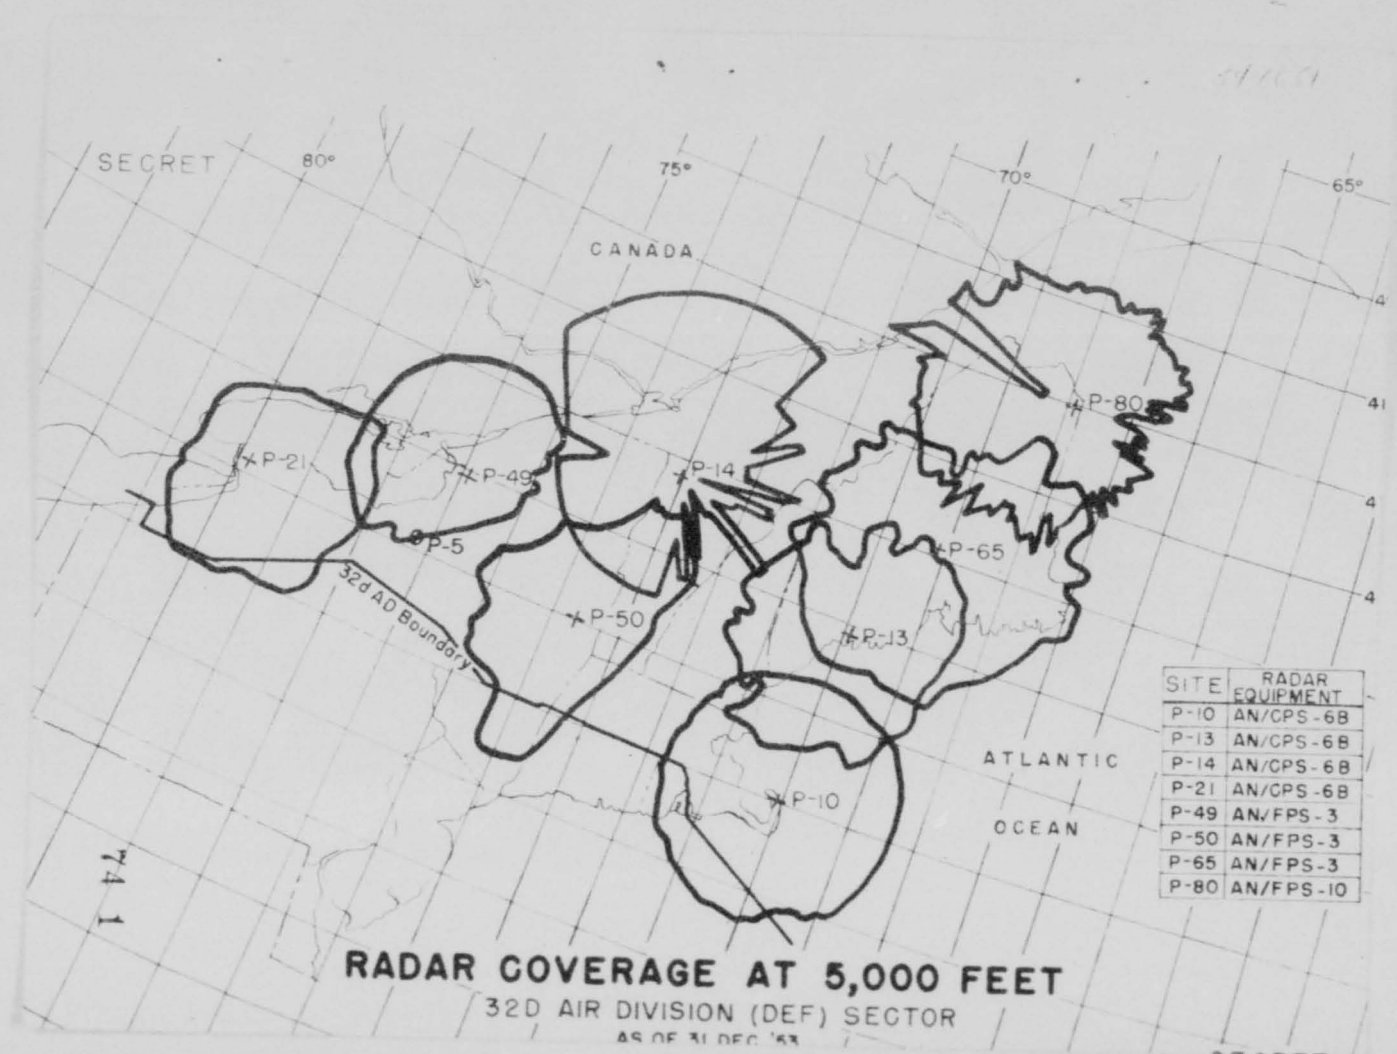 SECRET
80°
75°
70°
65°
CANADA
P-80
P-21
P-49
P-14
P-5
P-65
32d AD Boundary
P-50
P-13
P-10
ATLANTIC
OCEAN
SITE RADAR EQUIPMENT
P-10 AN/CPS-6B
P-13 AN/CPS-6B
P-14 AN/CPS-6B
P-21 AN/CPS-6B
P-49 AN/FPS-3
P-50 AN/FPS-3
P-65 AN/FPS-3
P-80 AN/FPS-10
74 1
RADAR COVERAGE AT 5,000 FEET
32D AIR DIVISION (DEF) SECTOR
AS OF 31 DEC '53